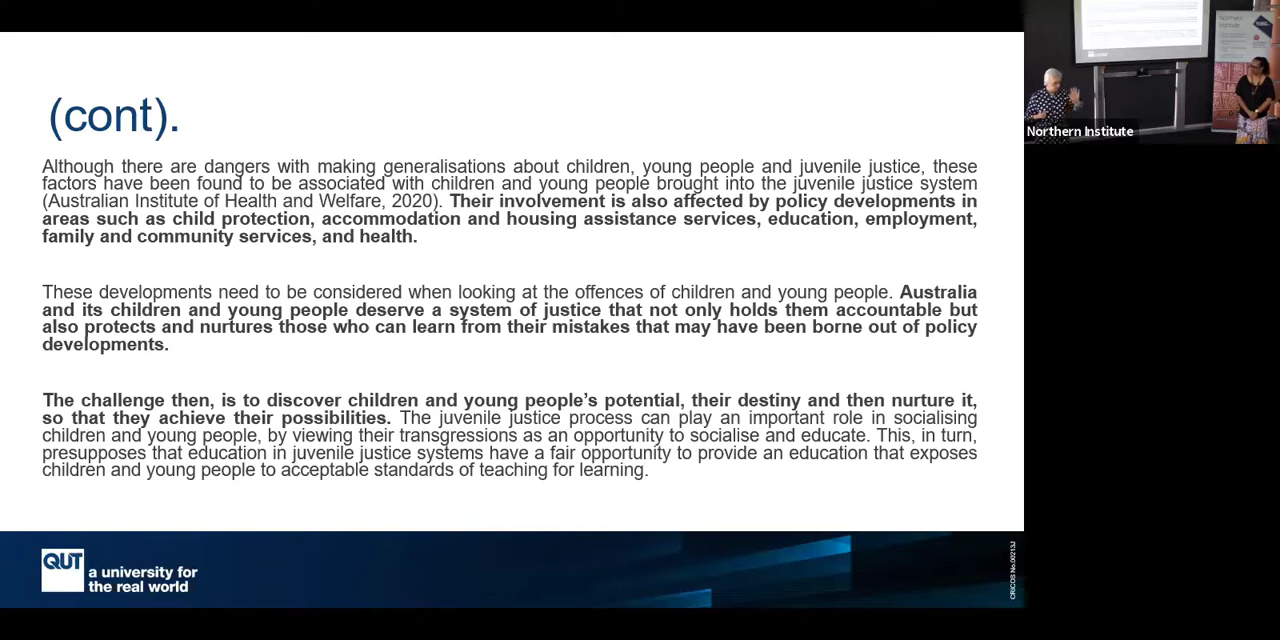 (cont).
Although there are dangers with making generalisations about children, young people and juvenile justice, these
factors have been found to be associated with children and young people brought into the juvenile justice system
(Australian Institute of Health and Welfare, 2020). Their involvement is also affected by policy developments in
areas such as child protection, accommodation and housing assistance services, education, employment,
family and community services, and health.
These developments need to be considered when looking at the offences of children and young people. Australia
and its children and young people deserve a system of justice that not only holds them accountable but
also protects and nurtures those who can learn from their mistakes that may have been borne out of policy
developments.
The challenge then, is to discover children and young people's potential, their destiny and then nurture it,
so that they achieve their possibilities. The juvenile justice process can play an important role in socialising
children and young people, by viewing their transgressions as an opportunity to socialise and educate. This, in turn,
presupposes that education in juvenile justice systems have a fair opportunity to provide an education that exposes
children and young people to acceptable standards of teaching for learning.
QUT
a university for
the real world
CRICOS No.00213J
Northern
Institute
Northern Institute